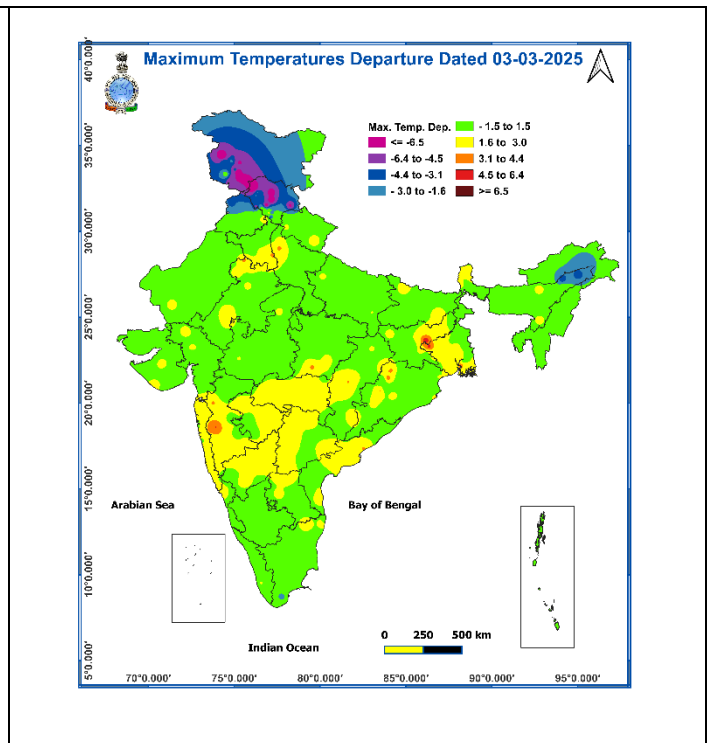 Maximum Temperatures Departure Dated 03-03-2025
Max. Temp. Dep.
<= -6.5
-6.4 to -4.5
-4.4 to -3.1
- 3.0 to -1.6
- 1.5 to 1.5
1.6 to 3.0
3.1 to 4.4
4.5 to 6.4
>= 6.5
40°0.000'
35°0.000'
30°0.000'
25°0.000'
20°0.000'
15°0.000'
10°0.000'
5°0.000'
Arabian Sea
Bay of Bengal
Indian Ocean
0 250 500 km
70°0.000' 75°0.000' 80°0.000' 85°0.000' 90°0.000' 95°0.000'